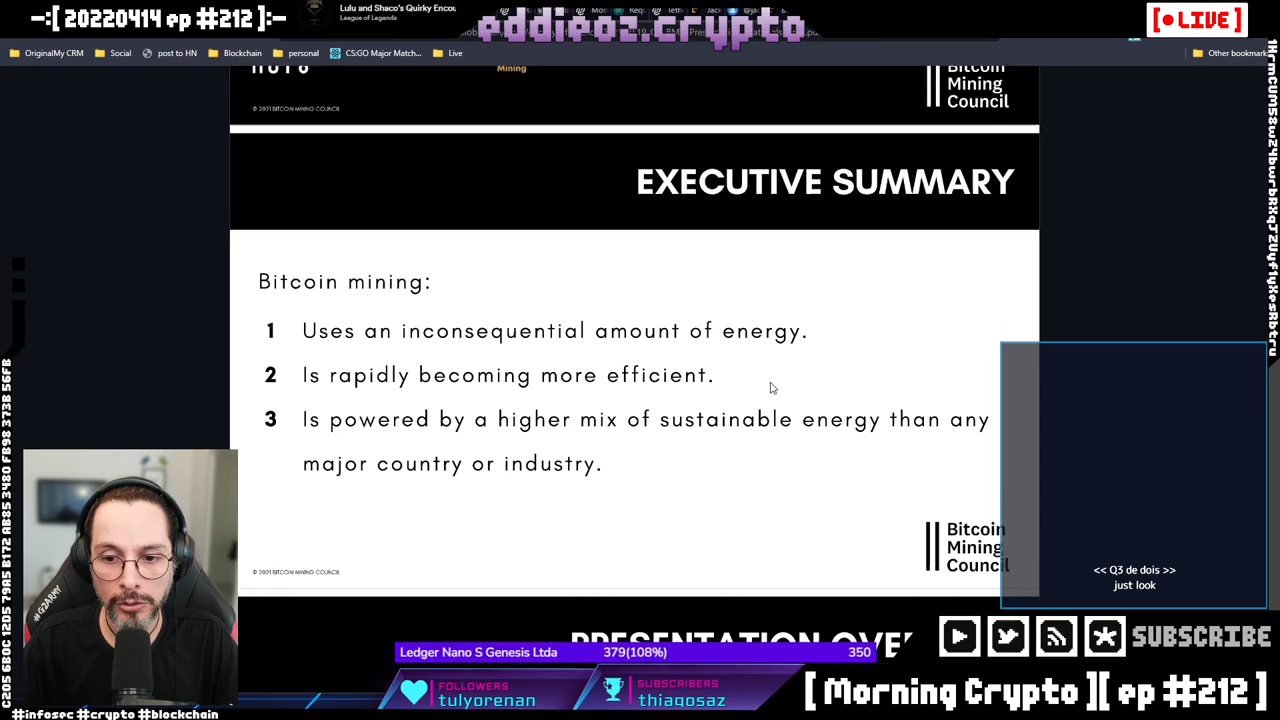 -:[ 20220414 ep #212 ]:-
Lulu and Shaco's Quirky Encou
League of Legends
eddieoz.crypto
[ LIVE ]
OriginalMy CRM
Social
post to HN
Blockchain
personal
CS:GO Major Match...
Live
Other bookmark
Mining
Bitcoin
Mining
Council
© 2021 BITCOIN MINING COUNCIL
EXECUTIVE SUMMARY
Bitcoin mining:
1 Uses an inconsequential amount of energy.
2 Is rapidly becoming more efficient.
3 Is powered by a higher mix of sustainable energy than any
major country or industry.
Bitcoin
Mining
Council
© 2021 BITCOIN MINING COUNCIL
<< Q3 de dois >>
just look
SUBSCRIBE
Ledger Nano S Genesis Ltda 379(108%) 350
FOLLOWERS
tulyorenan
SUBSCRIBERS
thiagosaz
[ Morning Crypto ][ ep #212 ]
#infosec #crypto #blockchain